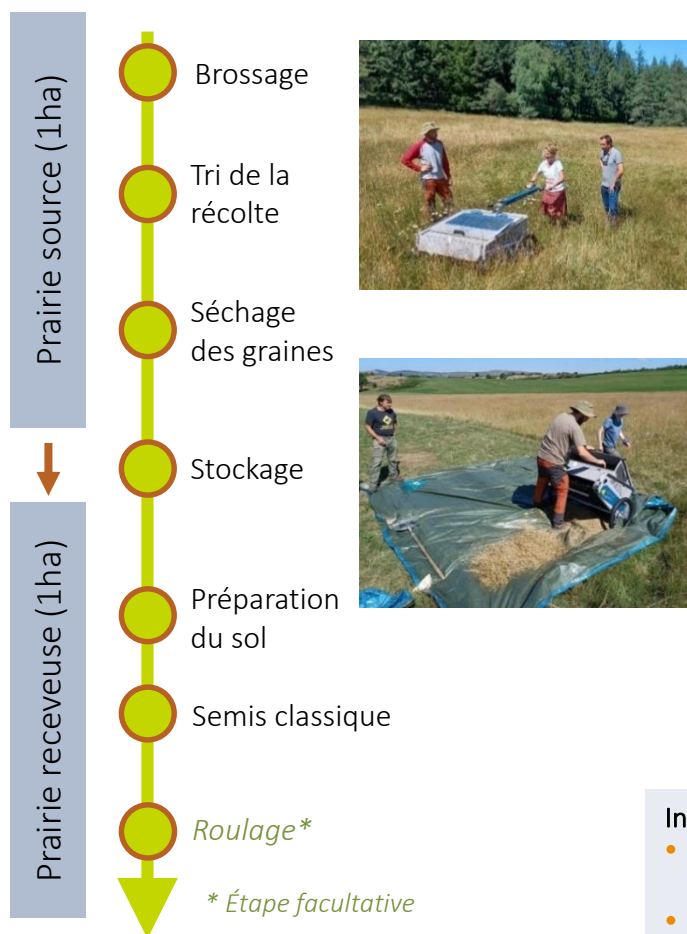 Prairie source (1ha)
Brossage
Tri de la
récolte
Séchage
des graines
Stockage
Prairie receveuse (1ha)
Préparation
du sol
Semis classique
Roulage*
* Étape facultative
In